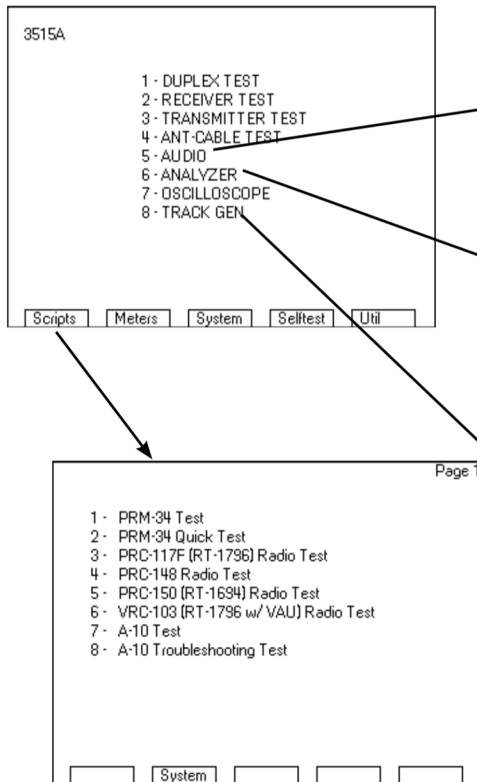 3515A
1 - DUPLEX TEST
2 - RECEIVER TEST
3 - TRANSMITTER TEST
4 - ANT-CABLE TEST
5 - AUDIO
6 - ANALYZER
7 - OSCILLOSCOPE
8 - TRACK GEN
Scripts Meters System Selftest Util
Page 1
1 - PRM-34 Test
2 - PRM-34 Quick Test
3 - PRC-117F (RT-1796) Radio Test
4 - PRC-148 Radio Test
5 - PRC-150 (RT-1694) Radio Test
6 - VRC-103 (RT-1796 w/ VAU) Radio Test
7 - A-10 Test
8 - A-10 Troubleshooting Test
System